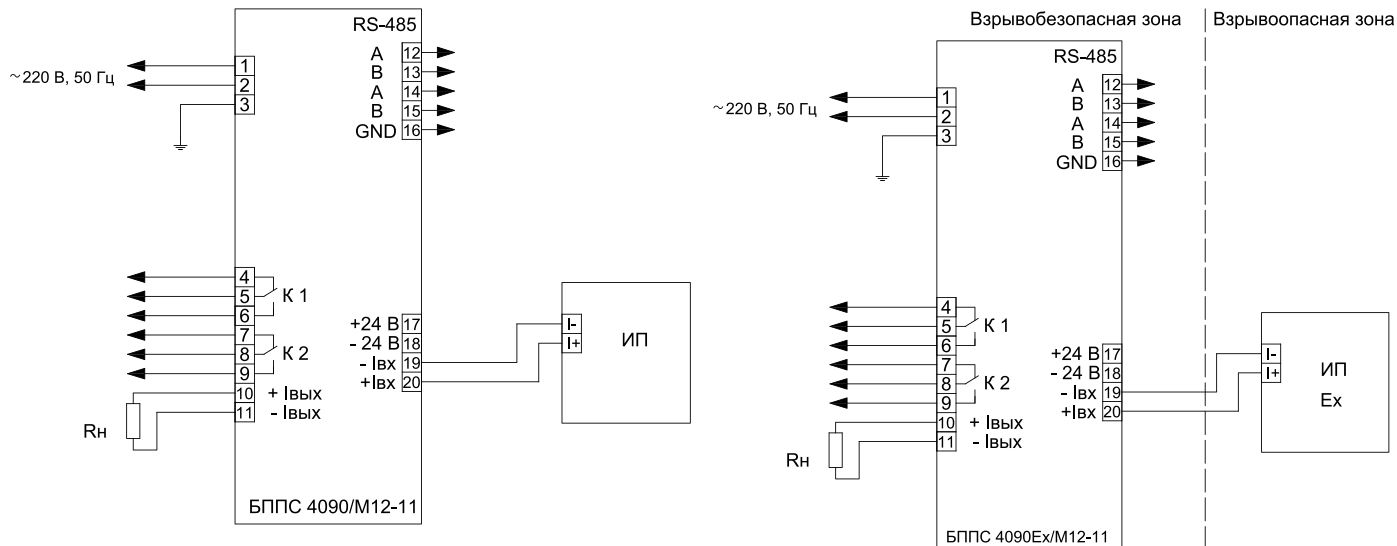 RS-485
A 12
B 13
A 14
B 15
GND 16
~220 В, 50 Гц
1
2
3
4
5
6
К 1
7
8
9
К 2
10 + Iвых
11 - Iвых
Rн
+24 В 17
- 24 В 18
- Iвх 19
+Iвх 20
I-
I+
ИП
БППС 4090/М12-11
Взрывобезопасная зона
Взрывоопасная зона
RS-485
A 12
B 13
A 14
B 15
GND 16
~220 В, 50 Гц
1
2
3
4
5
6
К 1
7
8
9
К 2
10 + Iвых
11 - Iвых
Rн
+24 В 17
- 24 В 18
- Iвх 19
+Iвх 20
I-
I+
ИП
Ex
БППС 4090Ex/М12-11